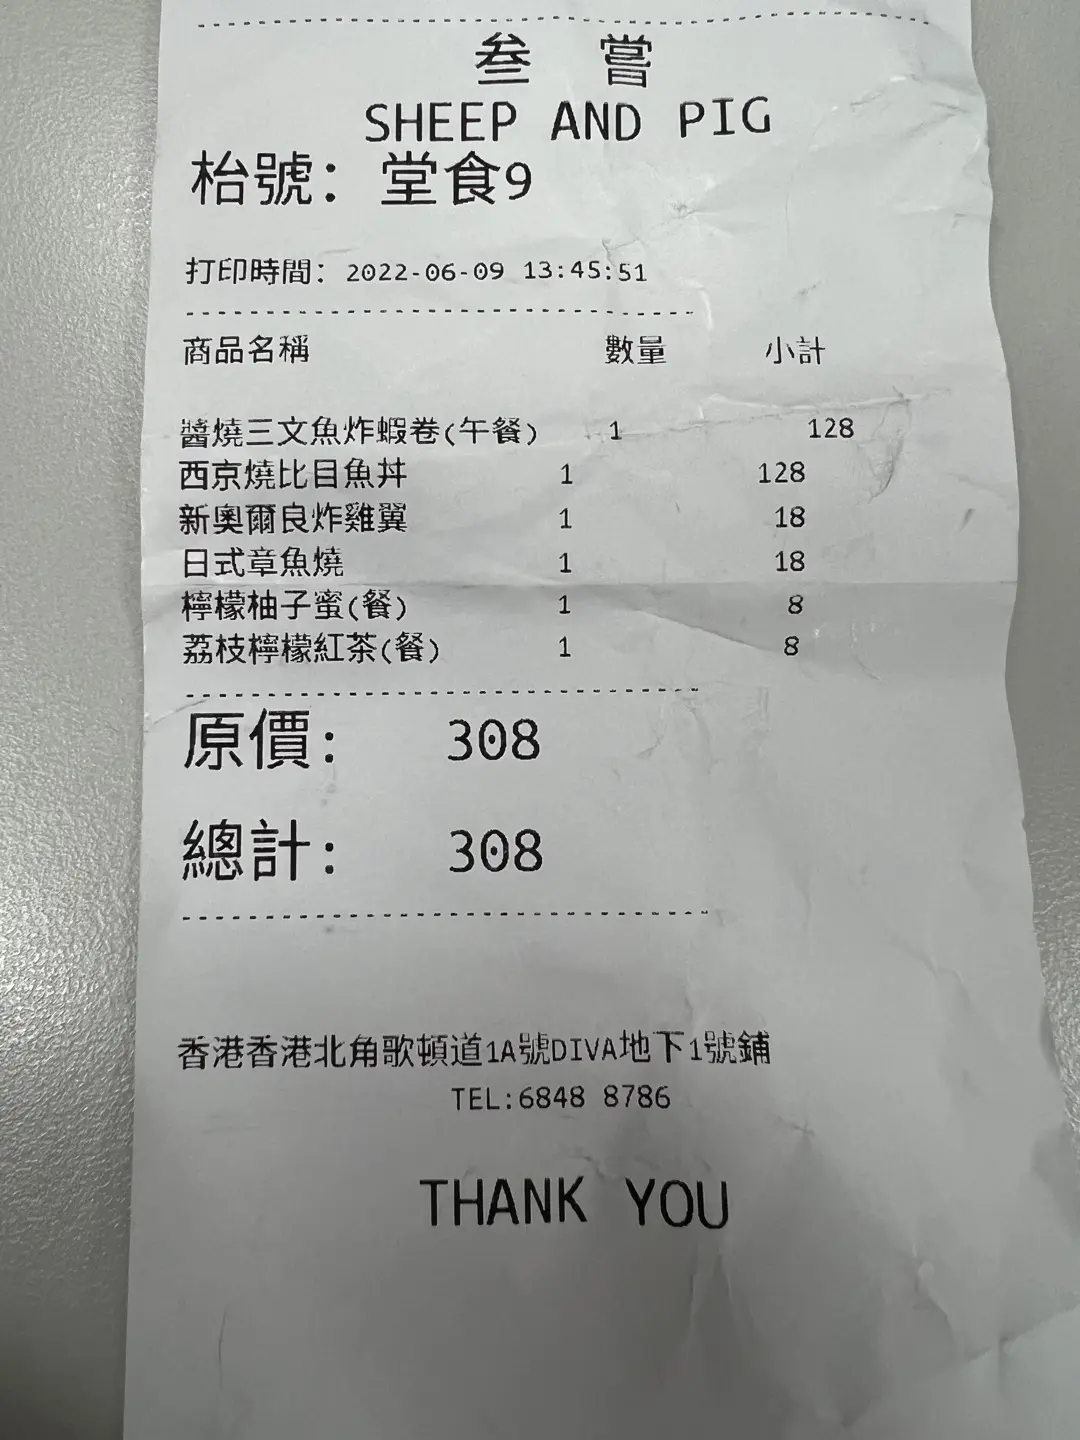 叁嘗
SHEEP AND PIG
枱號: 堂食9
打印時間: 2022-06-09 13:45:51
商品名稱 數量 小計
醬燒三文魚炸蝦卷(午餐) 1 128
西京燒比目魚丼 1 128
新奧爾良炸雞翼 1 18
日式章魚燒 1 18
檸檬柚子蜜(餐) 1 8
荔枝檸檬紅茶(餐) 1 8
原價: 308
總計: 308
香港香港北角歌頓道1A號DIVA地下1號鋪
TEL:6848 8786
THANK YOU